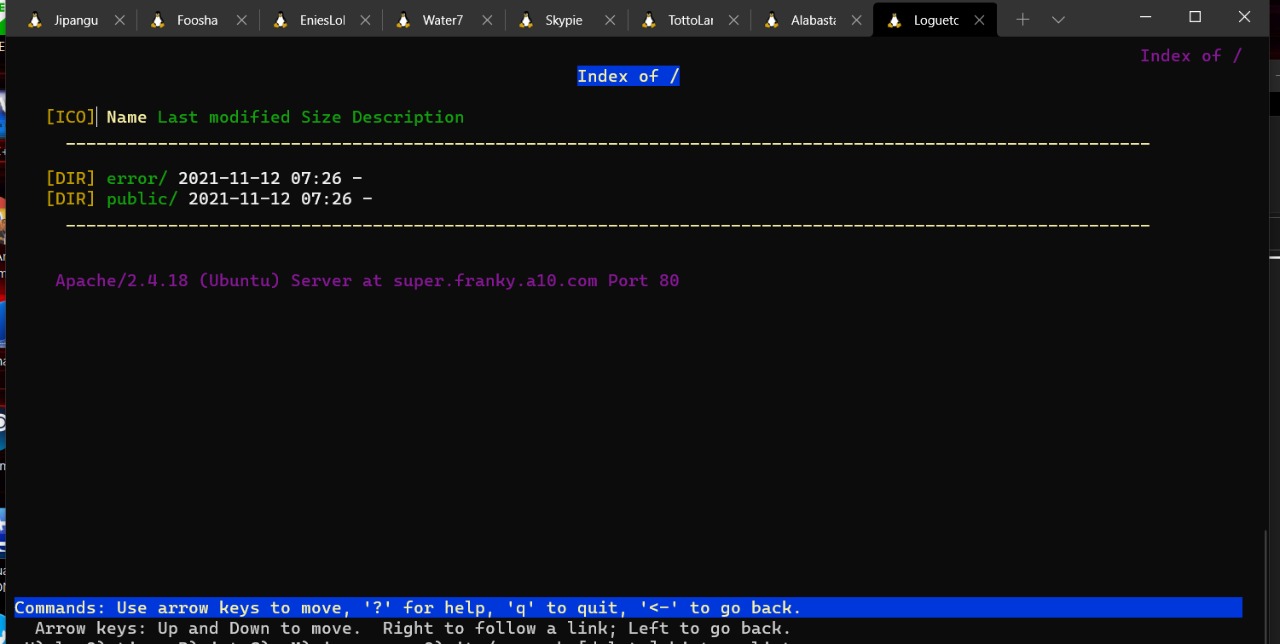 Jipangu Foosha EniesLol Water7 Skypie TottoLar Alabasta Loguetc
Index of /
Index of /
[ICO] Name Last modified Size Description
[DIR] error/ 2021-11-12 07:26 -
[DIR] public/ 2021-11-12 07:26 -
Apache/2.4.18 (Ubuntu) Server at super.franky.a10.com Port 80
Commands: Use arrow keys to move, '?' for help, 'q' to quit, '<-' to go back.
Arrow keys: Up and Down to move. Right to follow a link; Left to go back.